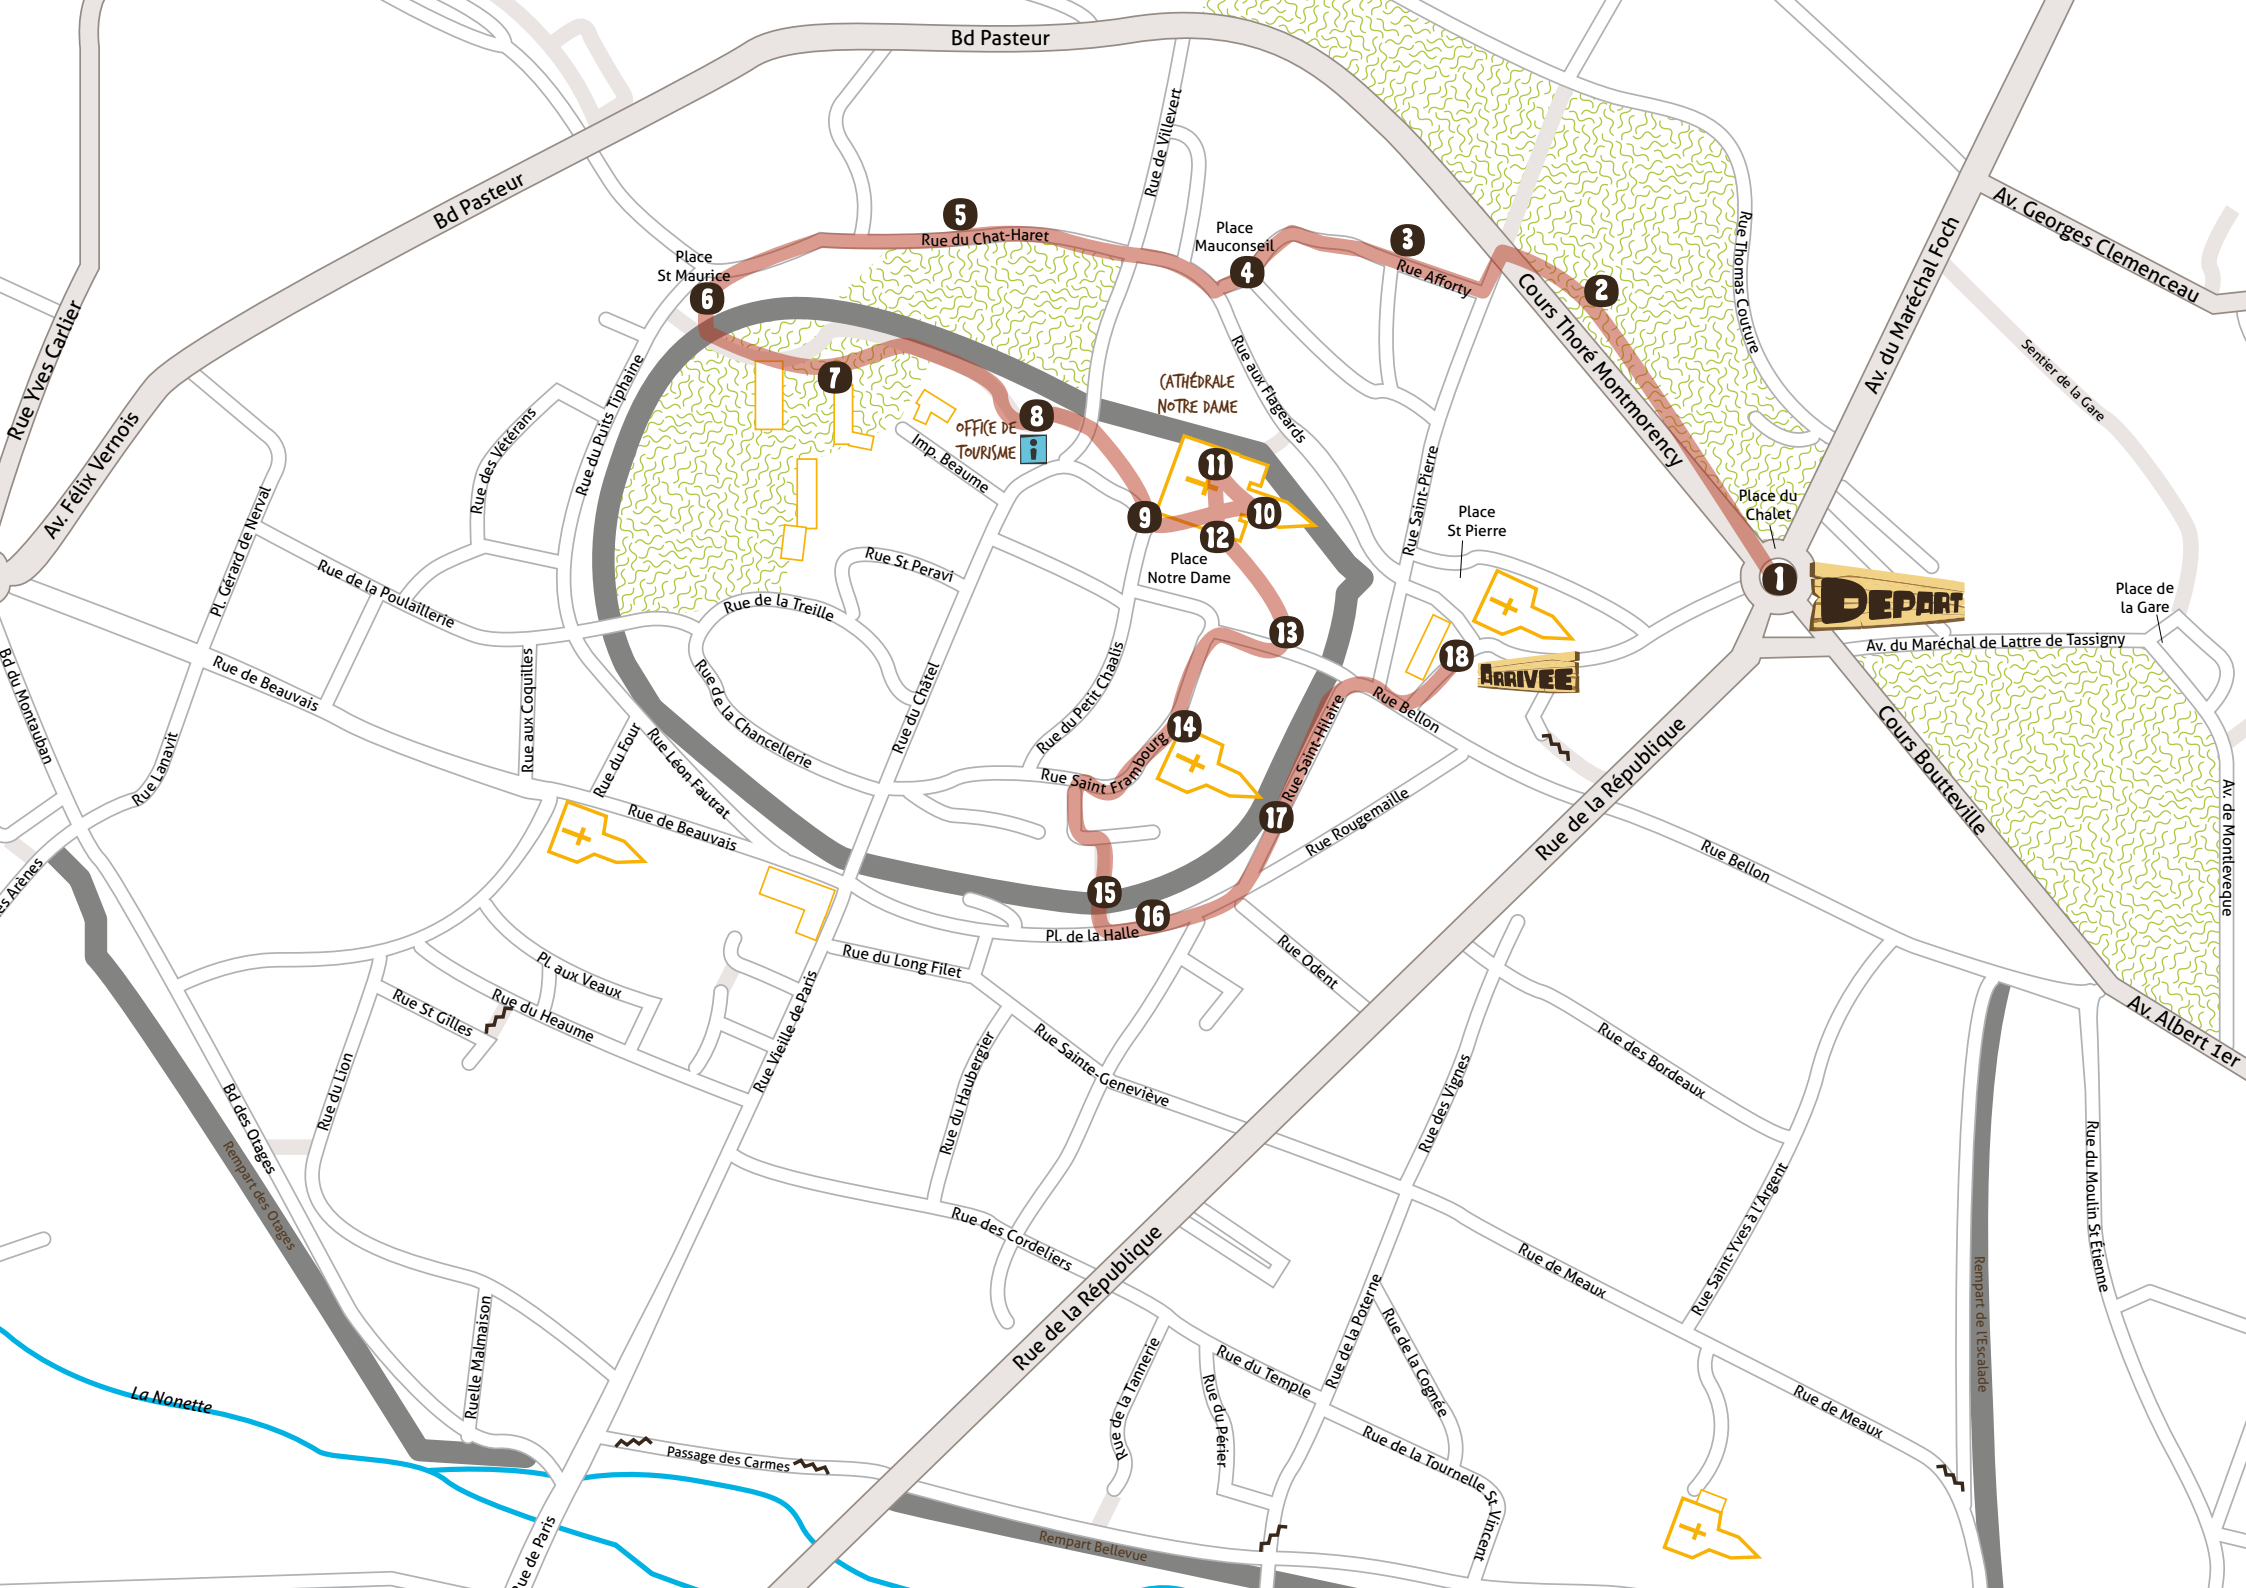 Bd Pasteur
Bd Pasteur
Rue de Villevert
Rue Yves Carlier
Av. Félix Vernois
5
Rue du Chat-Haret
Place
Mauconseil
4
3
Rue Afforty
2
Cours Thoré Montmorency
Rue Thomas Couture
Av. du Maréchal Foch
Av. Georges Clemenceau
Sentier de la Gare
Place
St Maurice
6
7
8
OFFICE DE
TOURISME
i
Imp. Beaume
CATHÉDRALE
NOTRE DAME
Rue aux Flageards
11
10
9
12
Place
Notre Dame
Rue Saint-Pierre
Place
St Pierre
Place du
Chalet
1
DEPART
Place de
la Gare
Av. du Maréchal de Lattre de Tassigny
Rue des Vétérans
Rue du Puits Tiphaine
Pl. Gérard de Nerval
Rue de la Poulaillerie
Rue St Peravi
Rue de la Treille
13
18
ARRIVEE
Rue Bellon
Bd du Montauban
Rue de Beauvais
Rue aux Coquilles
Rue de la Chancellerie
Rue du Châtel
Rue du Petit Chaalis
14
Rue Saint Frambourg
Rue Saint-Hilaire
17
Rue Rougemaille
Rue de la République
Cours Boutteville
Av. de Montleveque
Rue Lanavit
Rue du Four
Rue Léon Fautrat
Rue de Beauvais
15
16
Pl. de la Halle
Rue Bellon
es Arènes
Rue du Long Filet
Rue Odent
Pl. aux Veaux
Rue St Gilles
Rue du Heaume
Rue Vieille de Paris
Rue du Haubergier
Rue Sainte-Geneviève
Rue des Vignes
Rue des Bordeaux
Av. Albert 1er
Rue du Lion
Bd des Otages
Rempart des Otages
Rue des Cordeliers
Rue de la République
Rue de Meaux
Rue Saint-Yves à l'Argent
Rue du Moulin St Étienne
Rempart de l'Escalade
La Nonette
Ruelle Malmaison
Rue de la Tannerie
Rue du Temple
Rue du Périer
Rue de la Poterne
Rue de la Cognée
Rue de Meaux
Passage des Carmes
Rue de la Tournelle St Vincent
Rempart Bellevue
ue de Paris